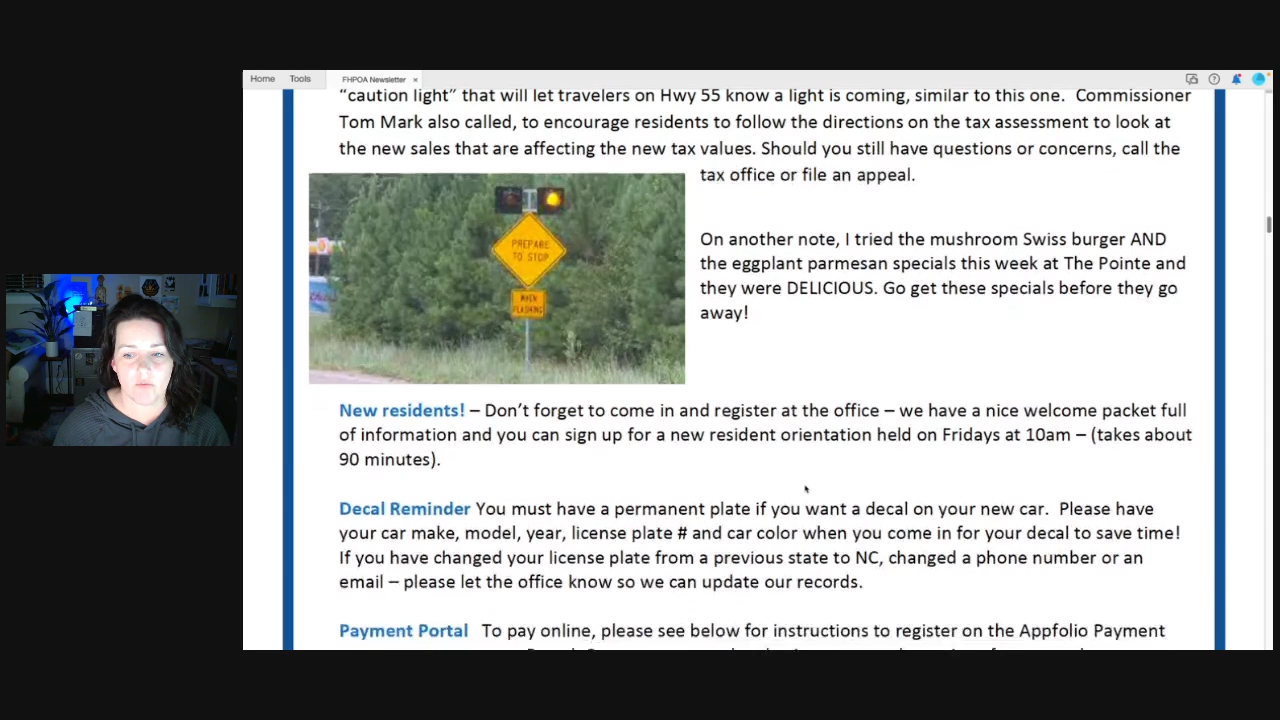 Home Tools FHPOA Newsletter ×
“caution light” that will let travelers on Hwy 55 know a light is coming, similar to this one. Commissioner
Tom Mark also called, to encourage residents to follow the directions on the tax assessment to look at
the new sales that are affecting the new tax values. Should you still have questions or concerns, call the
tax office or file an appeal.
PREPARE
TO STOP
WHEN
FLASHING
On another note, I tried the mushroom Swiss burger AND
the eggplant parmesan specials this week at The Pointe and
they were DELICIOUS. Go get these specials before they go
away!
New residents! – Don’t forget to come in and register at the office – we have a nice welcome packet full
of information and you can sign up for a new resident orientation held on Fridays at 10am – (takes about
90 minutes).
Decal Reminder You must have a permanent plate if you want a decal on your new car. Please have
your car make, model, year, license plate # and car color when you come in for your decal to save time!
If you have changed your license plate from a previous state to NC, changed a phone number or an
email – please let the office know so we can update our records.
Payment Portal To pay online, please see below for instructions to register on the Appfolio Payment